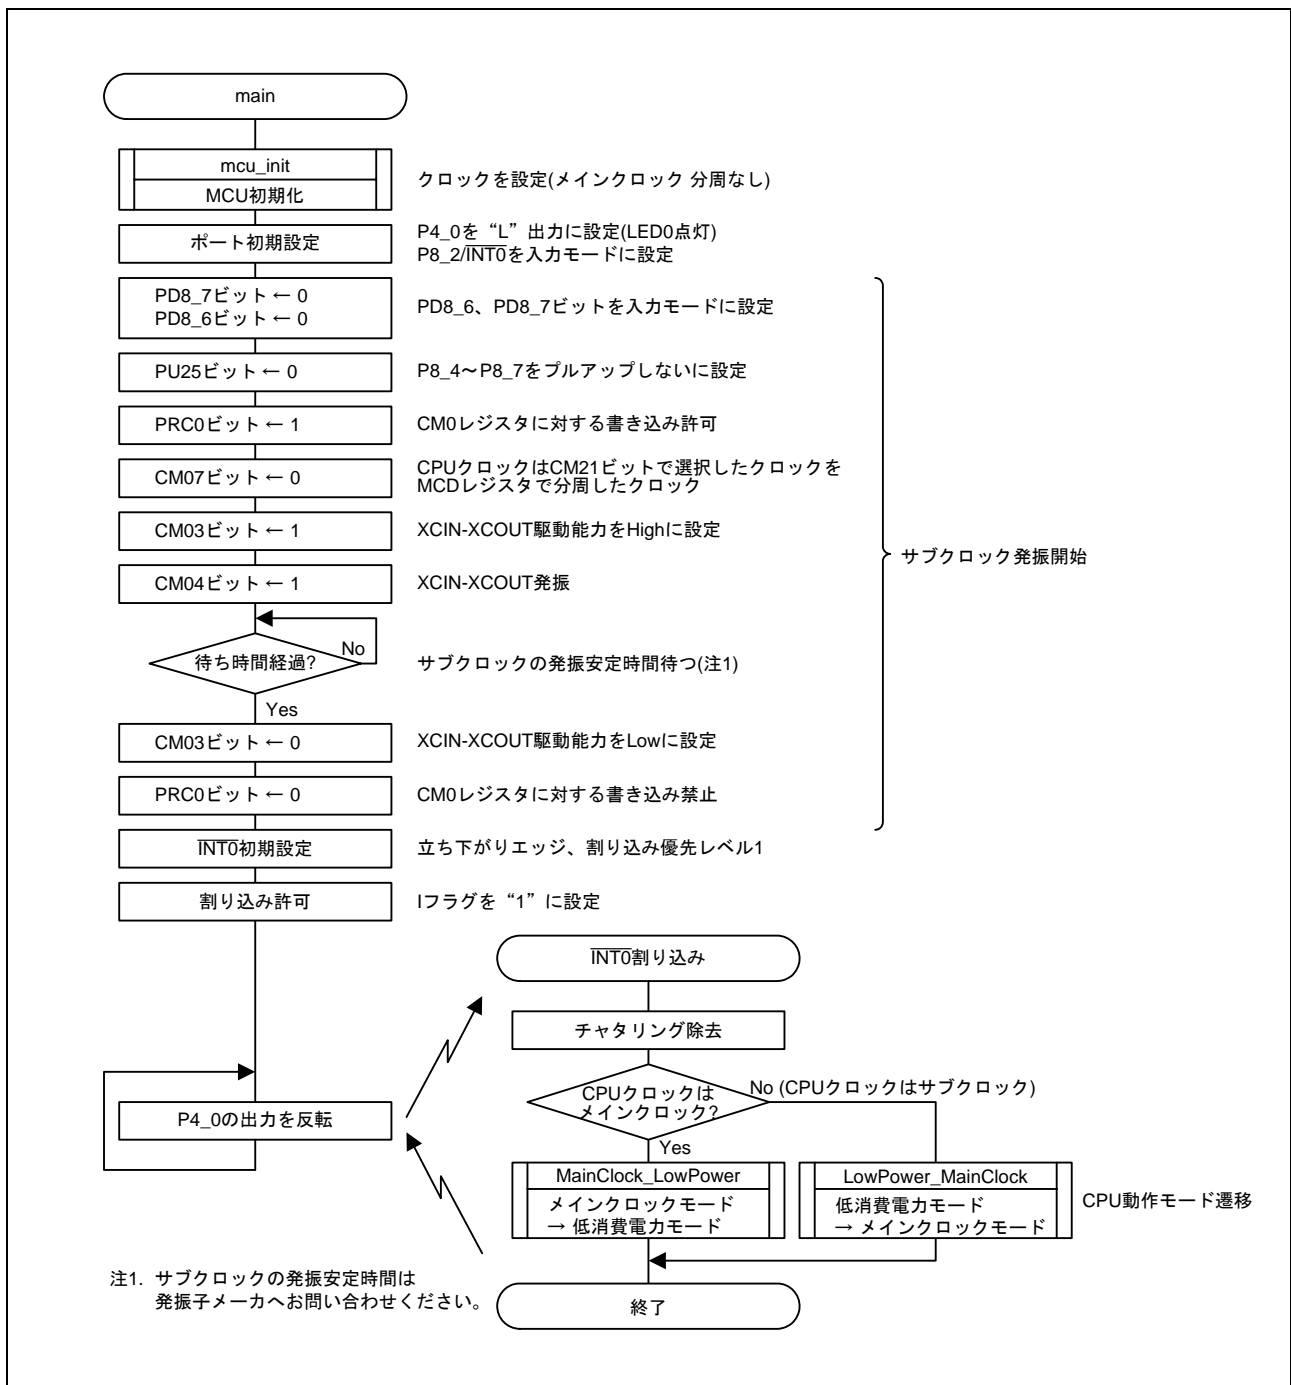 main
mcu_init
MCU初期化
クロックを設定(メインクロック 分周なし)
ポート初期設定
P4_0を“L”出力に設定(LED0点灯)
P8_2/INT0を入力モードに設定
PD8_7ビット ← 0
PD8_6ビット ← 0
PD8_6、PD8_7ビットを入力モードに設定
PU25ビット ← 0
P8_4～P8_7をプルアップしないに設定
PRC0ビット ← 1
CM0レジスタに対する書き込み許可
CM07ビット ← 0
CPUクロックはCM21ビットで選択したクロックを
MCDレジスタで分周したクロック
CM03ビット ← 1
XCIN-XCOUT駆動能力をHighに設定
サブクロック発振開始
CM04ビット ← 1
XCIN-XCOUT発振
待ち時間経過?
No
サブクロックの発振安定時間待つ(注1)
Yes
CM03ビット ← 0
XCIN-XCOUT駆動能力をLowに設定
PRC0ビット ← 0
CM0レジスタに対する書き込み禁止
INT0初期設定
立ち下がりエッジ、割り込み優先レベル1
割り込み許可
Iフラグを“1”に設定
INT0割り込み
チャタリング除去
CPUクロックは
メインクロック?
No (CPUクロックはサブクロック)
P4_0の出力を反転
Yes
MainClock_LowPower
メインクロックモード
→ 低消費電力モード
LowPower_MainClock
低消費電力モード
→ メインクロックモード
CPU動作モード遷移
注1. サブクロックの発振安定時間は
発振子メーカへお問い合わせください。
終了